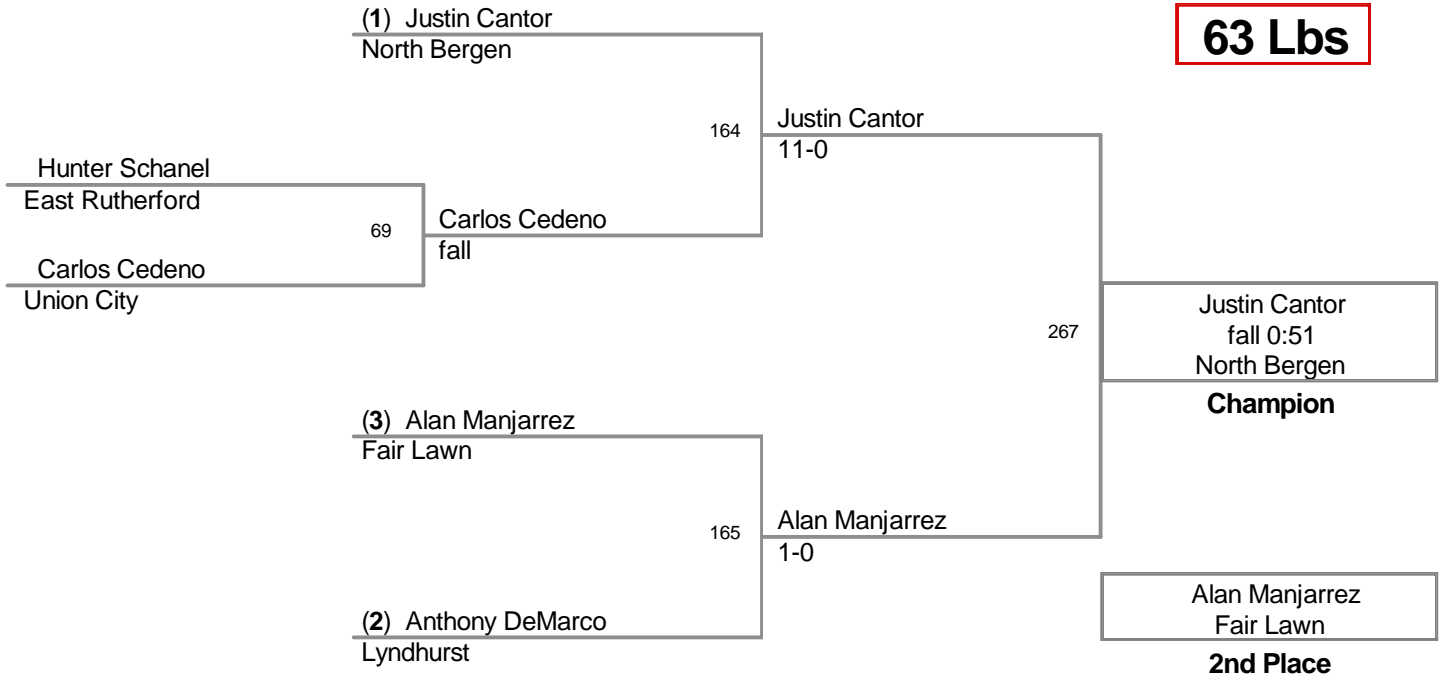 63 Lbs
(1) Justin Cantor
North Bergen
164
Justin Cantor
11-0
Hunter Schanel
East Rutherford
69
Carlos Cedeno
fall
Carlos Cedeno
Union City
267
Justin Cantor
fall 0:51
North Bergen
Champion
(3) Alan Manjarrez
Fair Lawn
165
Alan Manjarrez
1-0
(2) Anthony DeMarco
Lyndhurst
Alan Manjarrez
Fair Lawn
2nd Place